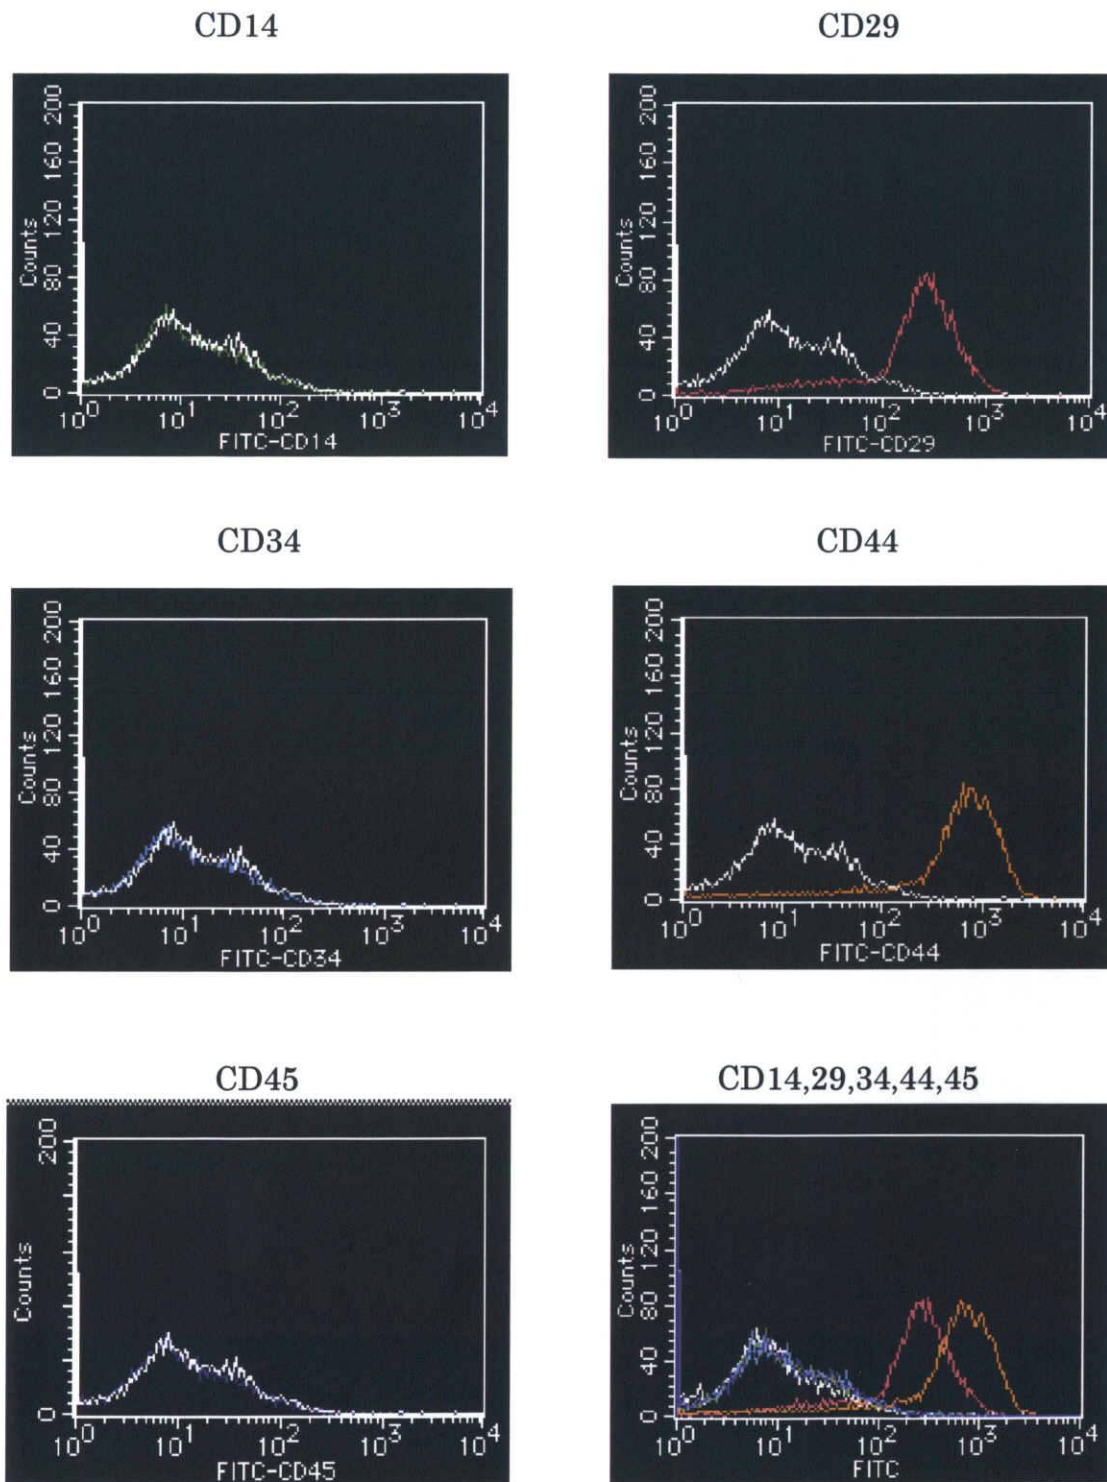 CD14
CD29
Counts
0 40 80 120 160 200
10^0 10^1 10^2 10^3 10^4
FITC-CD14
Counts
0 40 80 120 160 200
10^0 10^1 10^2 10^3 10^4
FITC-CD29
CD34
CD44
Counts
0 40 80 120 160 200
10^0 10^1 10^2 10^3 10^4
FITC-CD34
Counts
0 40 80 120 160 200
10^0 10^1 10^2 10^3 10^4
FITC-CD44
CD45
CD14,29,34,44,45
Counts
0 200
10^0 10^1 10^2 10^3 10^4
FITC-CD45
Counts
0 40 80 120 160 200
10^0 10^1 10^2 10^3 10^4
FITC